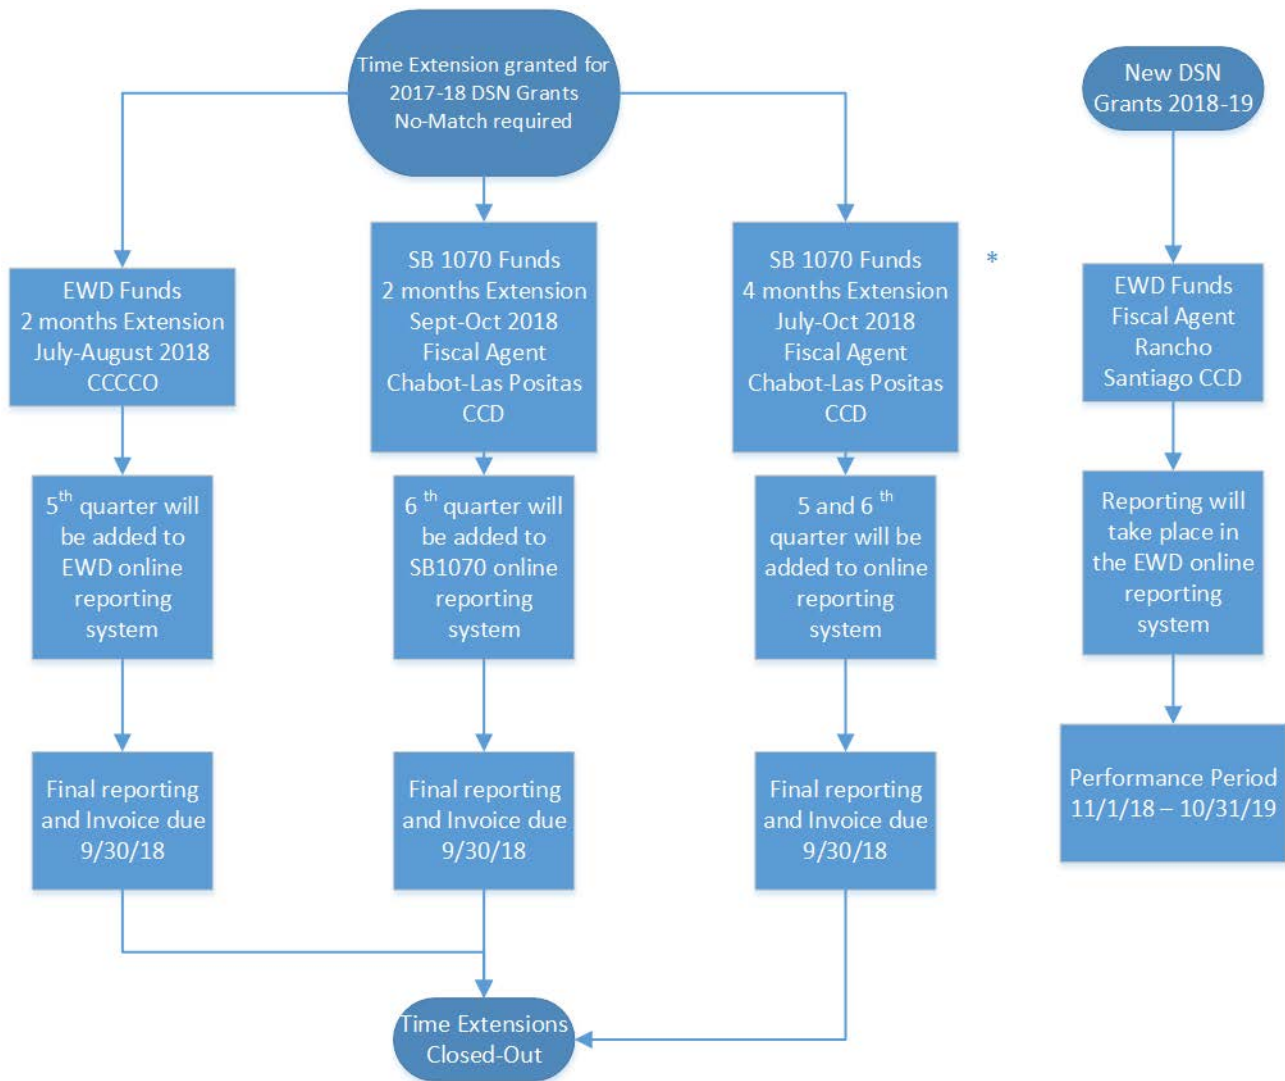 Time Extension granted for
2017-18 DSN Grants
No-Match required
New DSN
Grants 2018-19
EWD Funds
2 months Extension
July-August 2018
CCCCO
SB 1070 Funds
2 months Extension
Sept-Oct 2018
Fiscal Agent
Chabot-Las Positas
CCD
SB 1070 Funds
4 months Extension
July-Oct 2018
Fiscal Agent
Chabot-Las Positas
CCD
*
EWD Funds
Fiscal Agent
Rancho
Santiago CCD
5th quarter will
be added to
EWD online
reporting
system
6 th quarter will
be added to
SB1070 online
reporting
system
5 and 6 th
quarter will be
added to online
reporting
system
Reporting will
take place in
the EWD online
reporting
system
Final reporting
and Invoice due
9/30/18
Final reporting
and Invoice due
9/30/18
Final reporting
and Invoice due
9/30/18
Performance Period
11/1/18 – 10/31/19
Time Extensions
Closed-Out